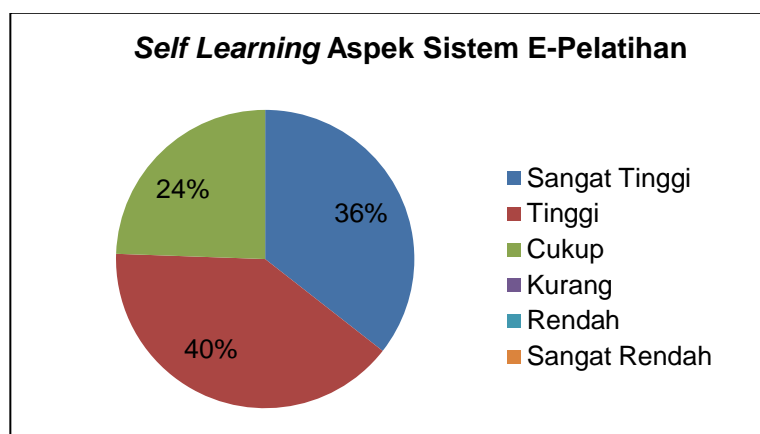 Self Learning Aspek Sistem E-Pelatihan
24%
36%
40%
Sangat Tinggi
Tinggi
Cukup
Kurang
Rendah
Sangat Rendah